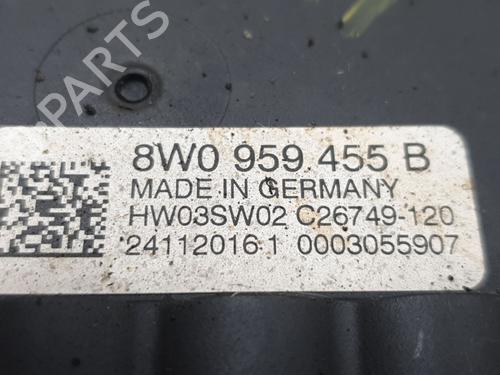 B-PARTS
8W0 959 455 B
MADE IN GERMANY
HW03SW02 C26749-120
24112016 1 0003055907